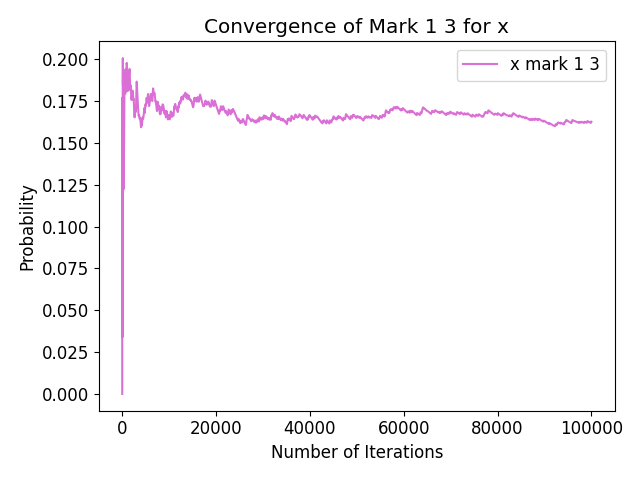 Convergence of Mark 1 3 for x
x mark 1 3
0.200
0.175
0.150
0.125
0.100
0.075
0.050
0.025
0.000
Probability
0 20000 40000 60000 80000 100000
Number of Iterations